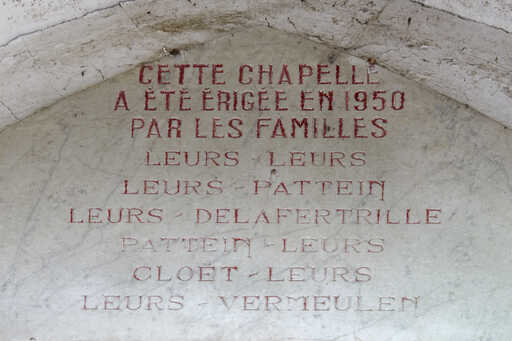 CETTE CHAPELLE
A ÉTÉ ÉRIGÉE EN 1950
PAR LES FAMILLES
LEURS - LEURS
LEURS - PATTEIN
LEURS - DELAFERTRILLE
PATTEIN - LEURS
CLOËT - LEURS
LEURS - VERMEULEN